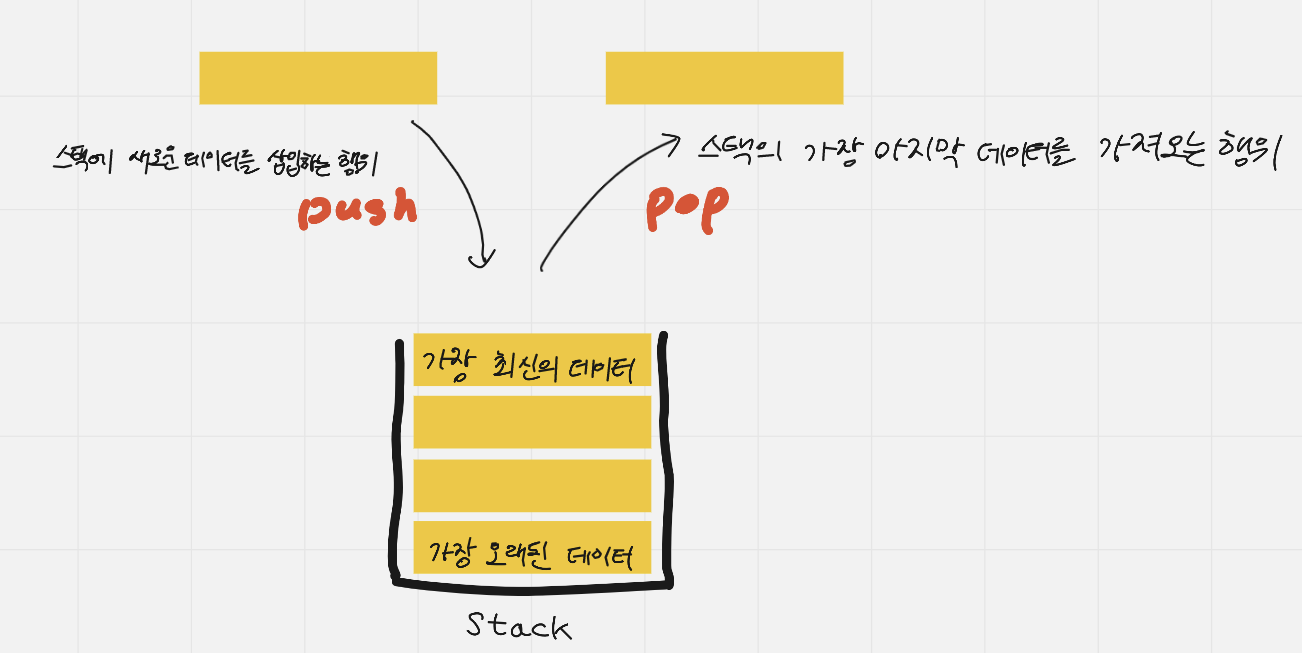 스택에 새로운 데이터를 삽입하는 행위
push
스택의 가장 마지막 데이터를 가져오는 행위
pop
가장 최신의 데이터
가장 오래된 데이터
Stack